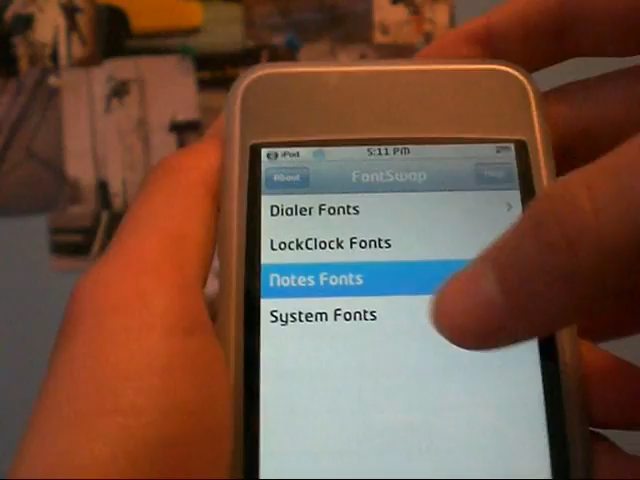 iPod 5:11 PM
About FontSwap
Dialer Fonts
LockClock Fonts
Notes Fonts
System Fonts